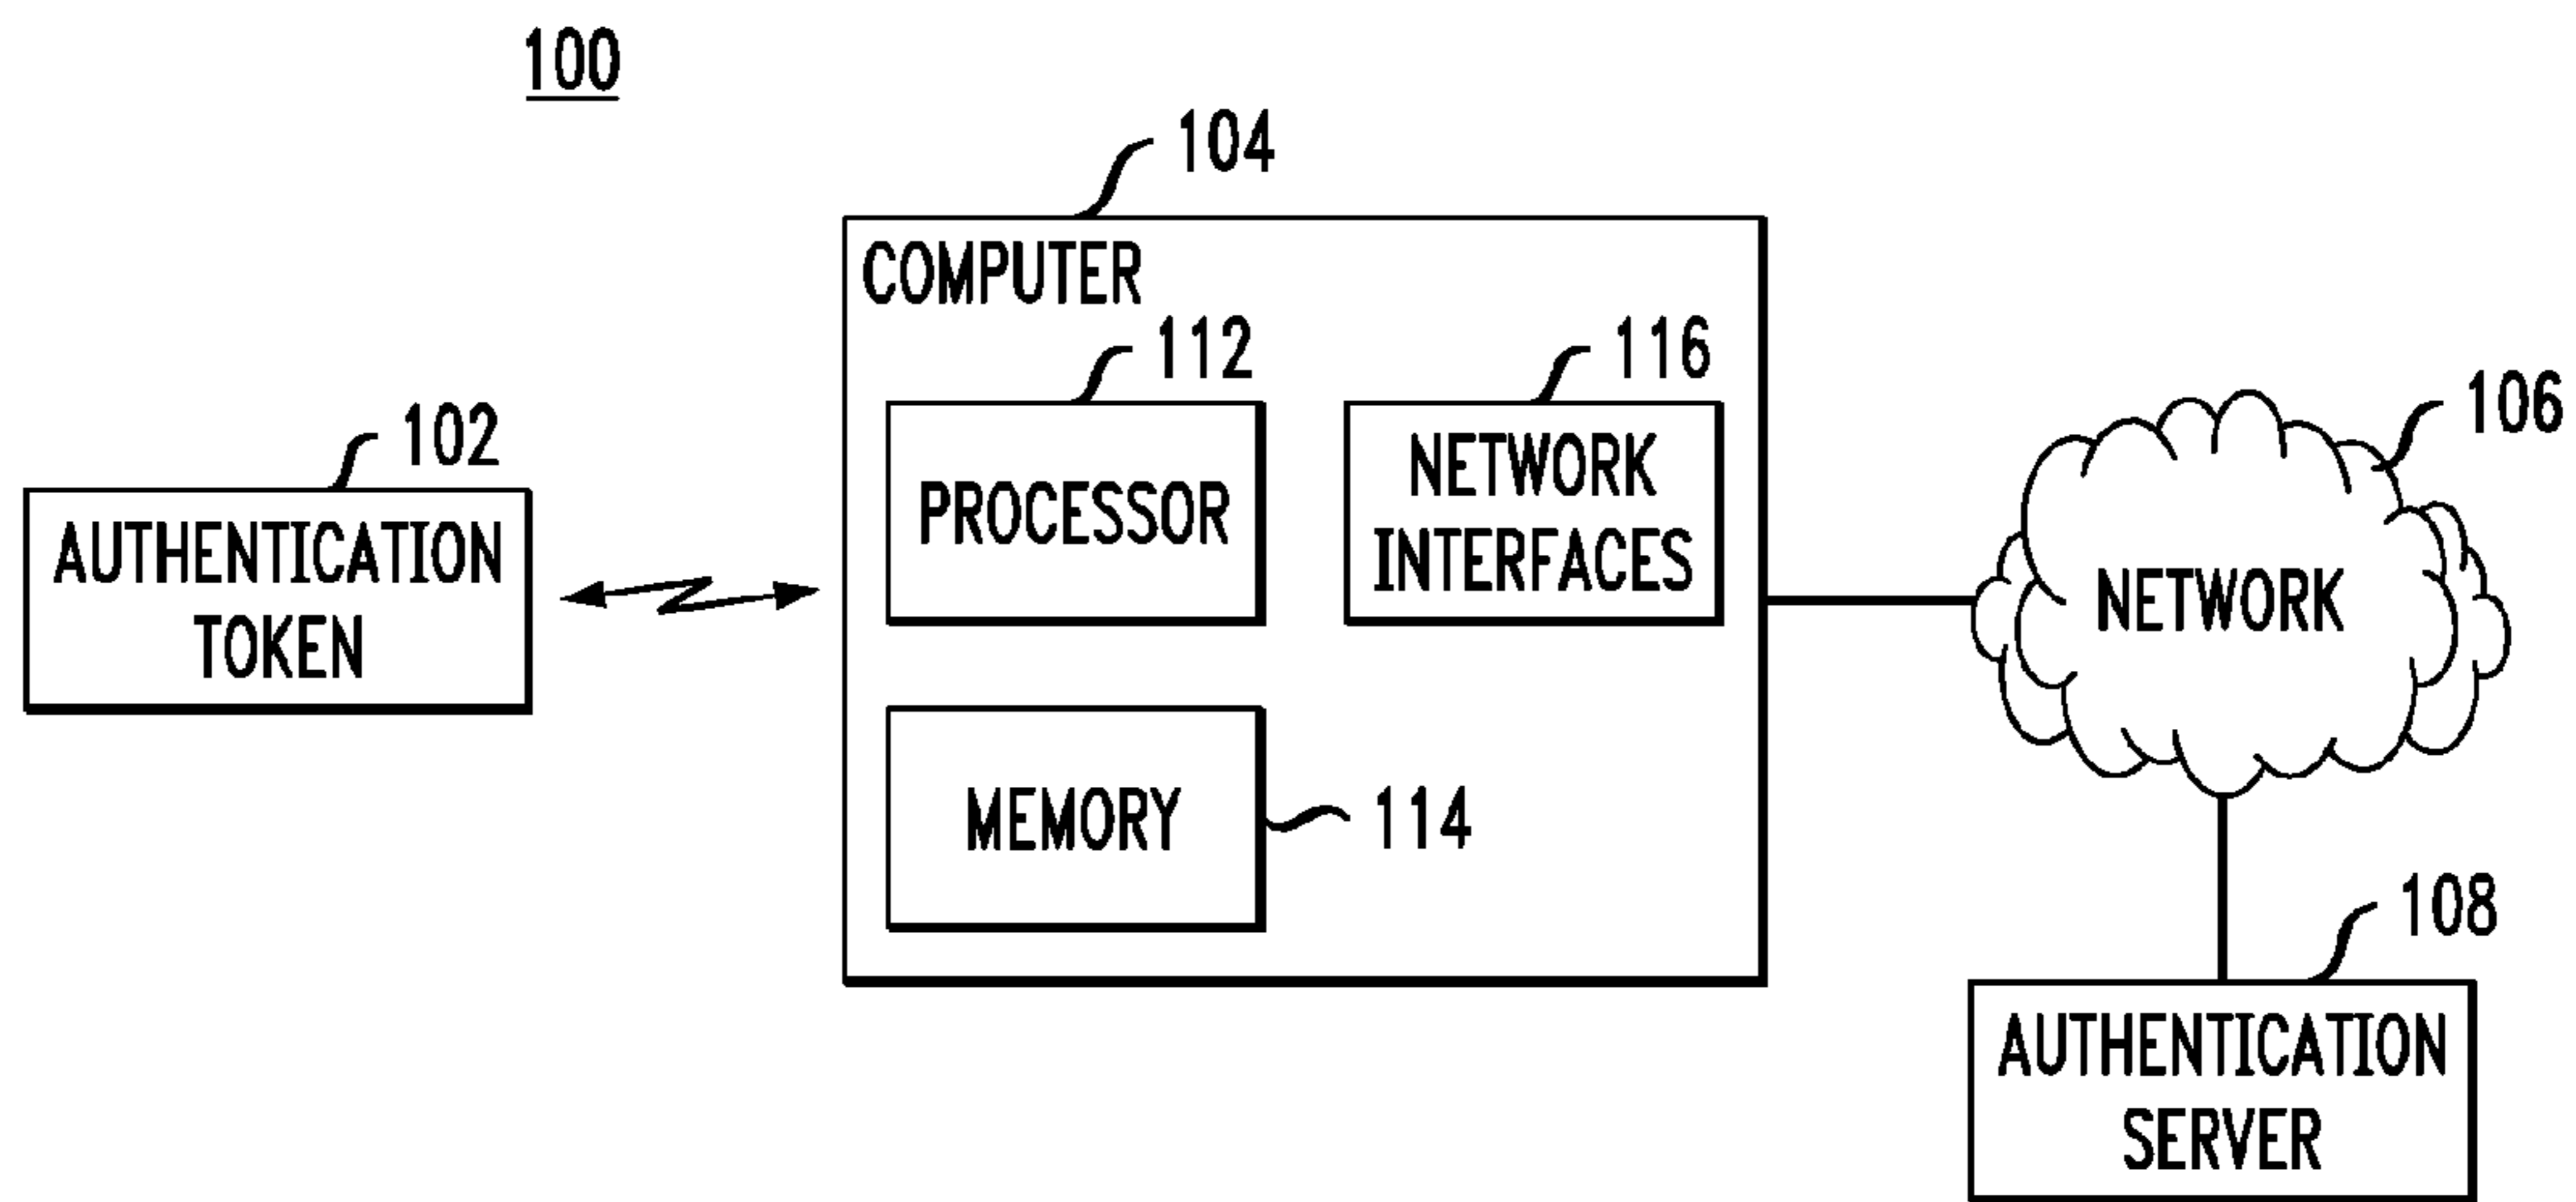 100
104
COMPUTER
112
116
102
106
AUTHENTICATION
TOKEN
PROCESSOR
NETWORK
INTERFACES
NETWORK
MEMORY
114
108
AUTHENTICATION
SERVER